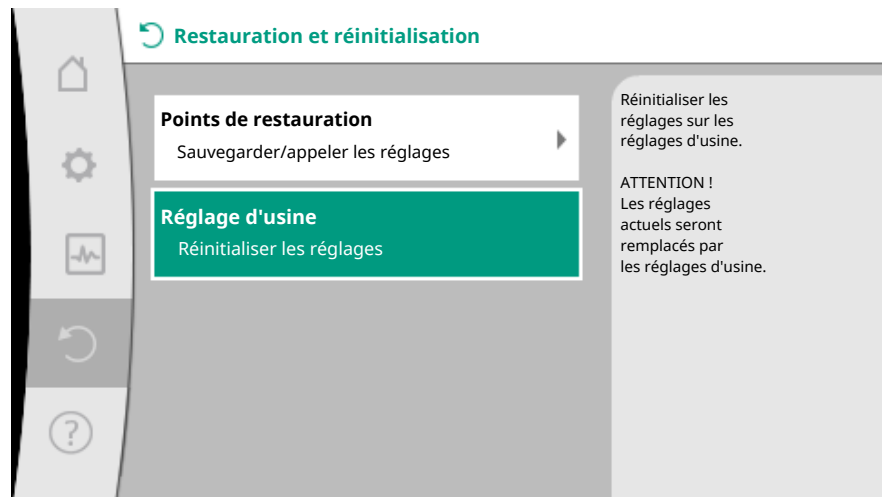 Restauration et réinitialisation
Points de restauration
Sauvegarder/appeler les réglages
Réglage d'usine
Réinitialiser les réglages
Réinitialiser les
réglages sur les
réglages d'usine.
ATTENTION !
Les réglages
actuels seront
remplacés par
les réglages d'usine.
?